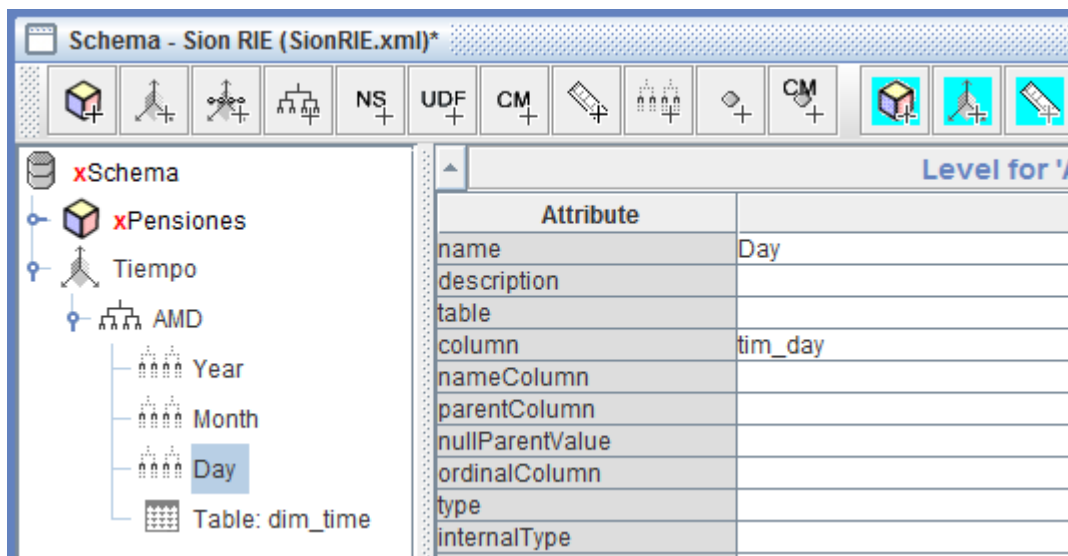 Schema - Sion RIE (SionRIE.xml)*
NS UDF CM CM
xSchema
xPensiones
Tiempo
AMD
Year
Month
Day
Table: dim_time
Level for 'A
Attribute
name Day
description
table
column tim_day
nameColumn
parentColumn
nullParentValue
ordinalColumn
type
internalType